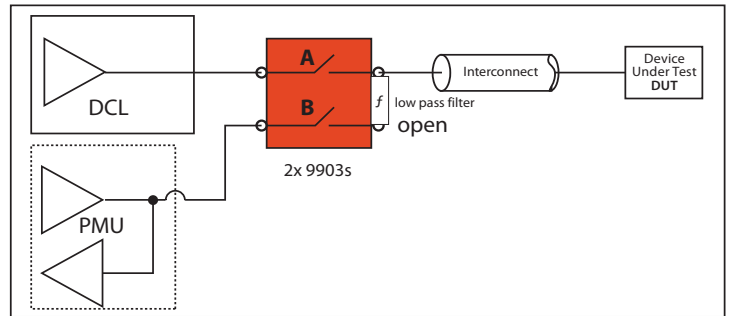 DCL
PMU
A
B
2x 9903s
f low pass filter
open
Interconnect
Device
Under Test
DUT